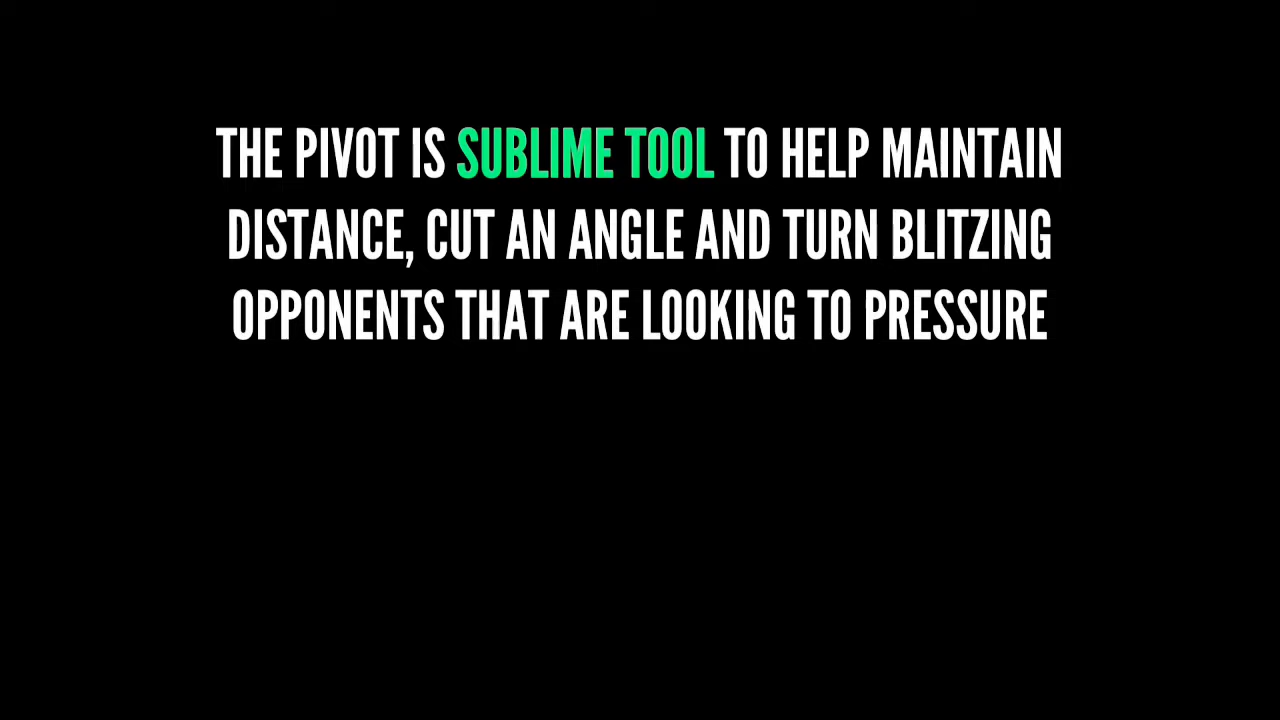 THE PIVOT IS SUBLIME TOOL TO HELP MAINTAIN
DISTANCE, CUT AN ANGLE AND TURN BLITZING
OPPONENTS THAT ARE LOOKING TO PRESSURE